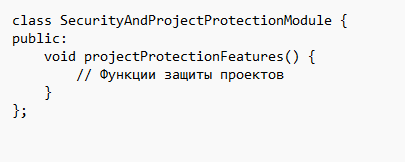 class SecurityAndProjectProtectionModule {
public:
    void projectProtectionFeatures() {
        // Функции защиты проектов
    }
};